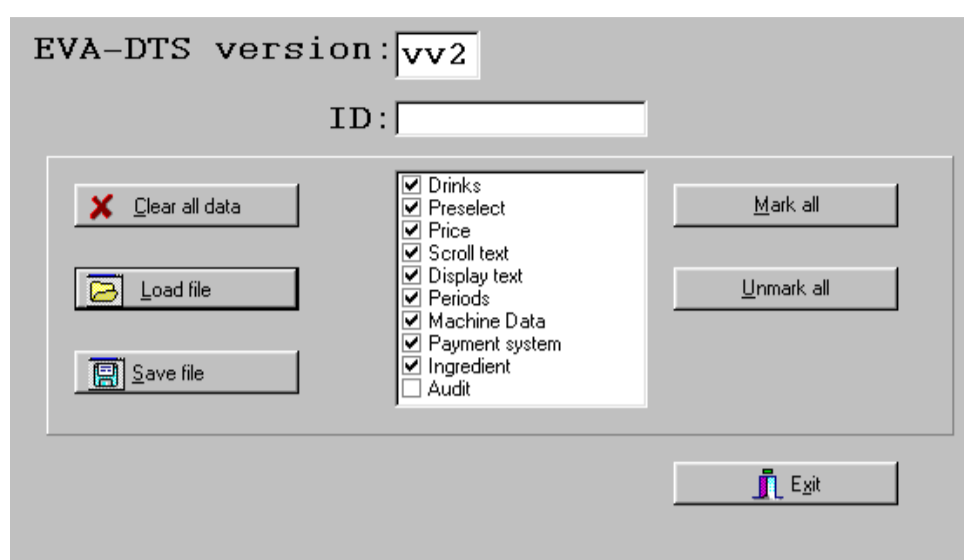 EVA-DTS version: vv2
ID:
Clear all data
Load file
Save file
Drinks
Preselect
Price
Scroll text
Display text
Periods
Machine Data
Payment system
Ingredient
Audit
Mark all
Unmark all
Exit